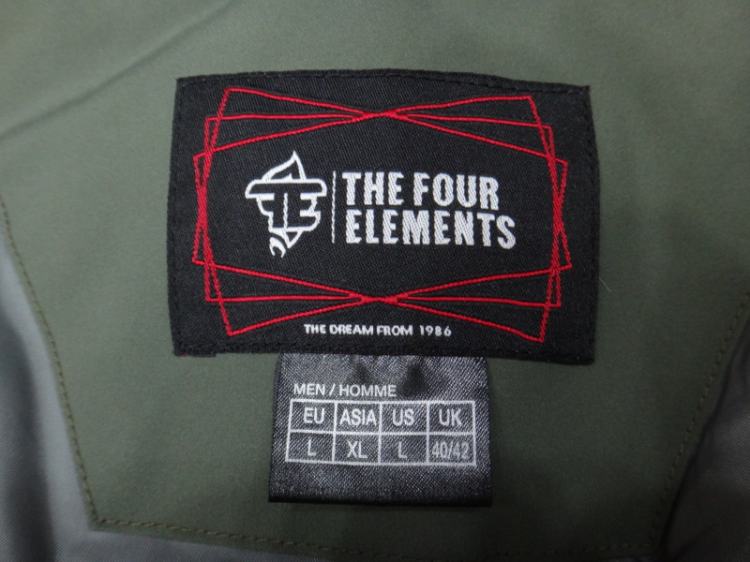 THE FOUR
ELEMENTS
THE DREAM FROM 1986
MEN / HOMME
EU ASIA US UK
L XL L 40/42